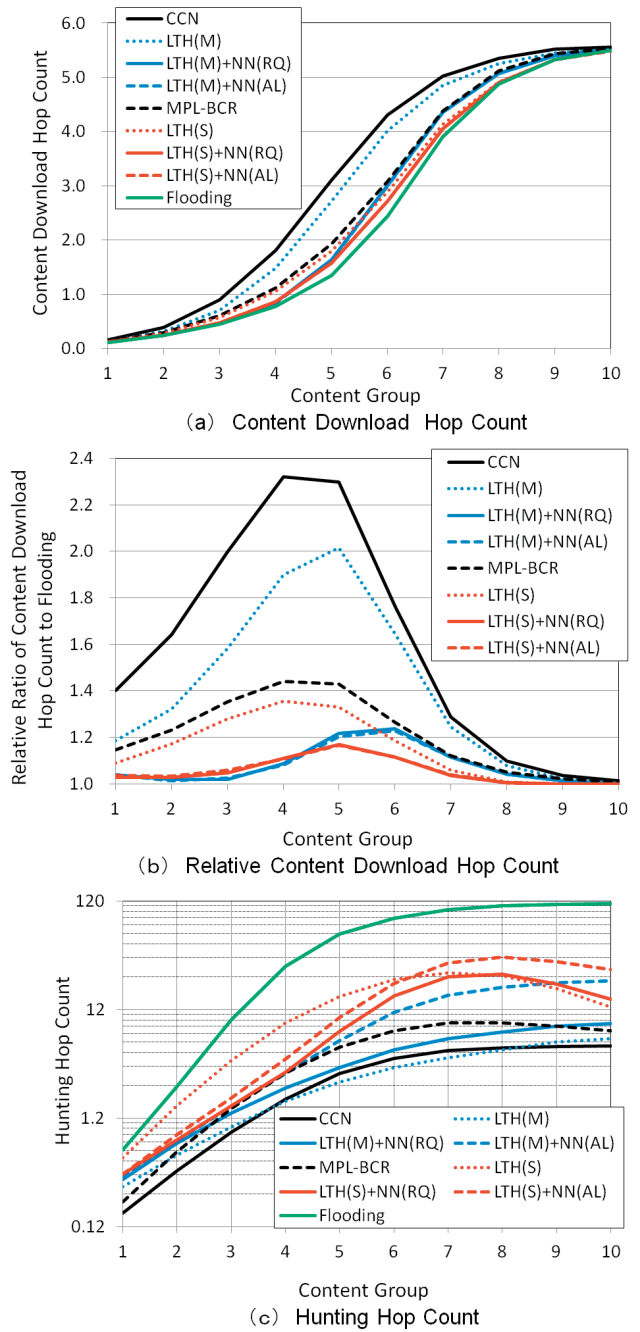 CCN
LTH(M)
LTH(M)+NN(RQ)
LTH(M)+NN(AL)
MPL-BCR
LTH(S)
LTH(S)+NN(RQ)
LTH(S)+NN(AL)
Flooding
Content Download Hop Count
6.0
5.0
4.0
3.0
2.0
1.0
0.0
1 2 3 4 5 6 7 8 9 10
Content Group
(a) Content Download Hop Count
Relative Ratio of Content Download
Hop Count to Flooding
2.4
2.2
2.0
1.8
1.6
1.4
1.2
1.0
CCN
LTH(M)
LTH(M)+NN(RQ)
LTH(M)+NN(AL)
MPL-BCR
LTH(S)
LTH(S)+NN(RQ)
LTH(S)+NN(AL)
1 2 3 4 5 6 7 8 9 10
Content Group
(b) Relative Content Download Hop Count
Hunting Hop Count
120
12
1.2
0.12
CCN LTH(M)
LTH(M)+NN(RQ) LTH(M)+NN(AL)
MPL-BCR LTH(S)
LTH(S)+NN(RQ) LTH(S)+NN(AL)
Flooding
1 2 3 4 5 6 7 8 9 10
Content Group
(c) Hunting Hop Count